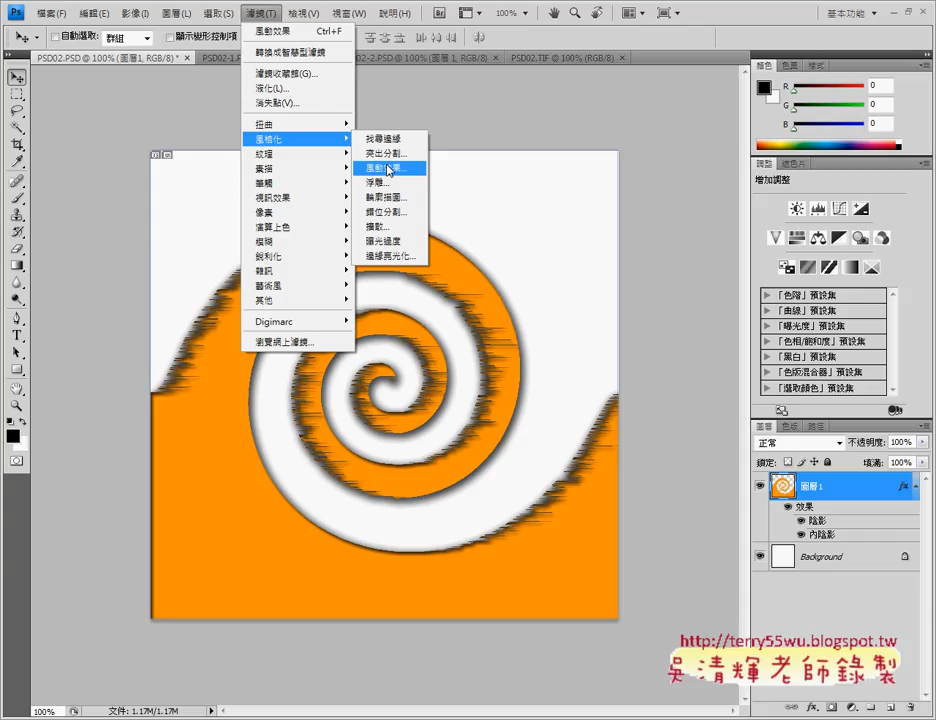 檔案(F) 編輯(E) 影像(I) 圖層(L) 選取(S) 濾鏡(T) 檢視(V) 視窗(W) 說明(H) 100% 基本功能
自動選取: 群組 顯示變形控制項
PSD02.PSD @ 100% (圖層 1, RGB/8) * PSD02-1.P -2.PSD @ 100% (RGB/8) PSD02.TIF @ 100% (RGB/8)
風動效果 Ctrl+F
轉換成智慧型濾鏡
濾鏡收藏館(G)...
液化(L)...
消失點(V)...
扭曲
風格化
紋理
素描
筆觸
視訊效果
像素
演算上色
模糊
銳利化
雜訊
藝術風
其他
Digimarc
瀏覽網上濾鏡...
找尋邊緣
突出分割...
風動效果...
浮雕...
輪廓描圖...
錯位分割...
擴散...
曝光過度
邊緣亮光化...
顏色 色票 樣式
R 0
G 0
B 0
調整 遮色片
增加調整
「色階」預設集
「曲線」預設集
「曝光度」預設集
「色相/飽和度」預設集
「黑白」預設集
「色版混合器」預設集
「選取顏色」預設集
圖層 色版 路徑
正常 不透明度: 100%
鎖定: 填滿: 100%
圖層 1 fx
效果
陰影
內陰影
Background
http://terry55wu.blogspot.tw
吳清輝老師錄製
100% 文件: 1.17M/1.17M